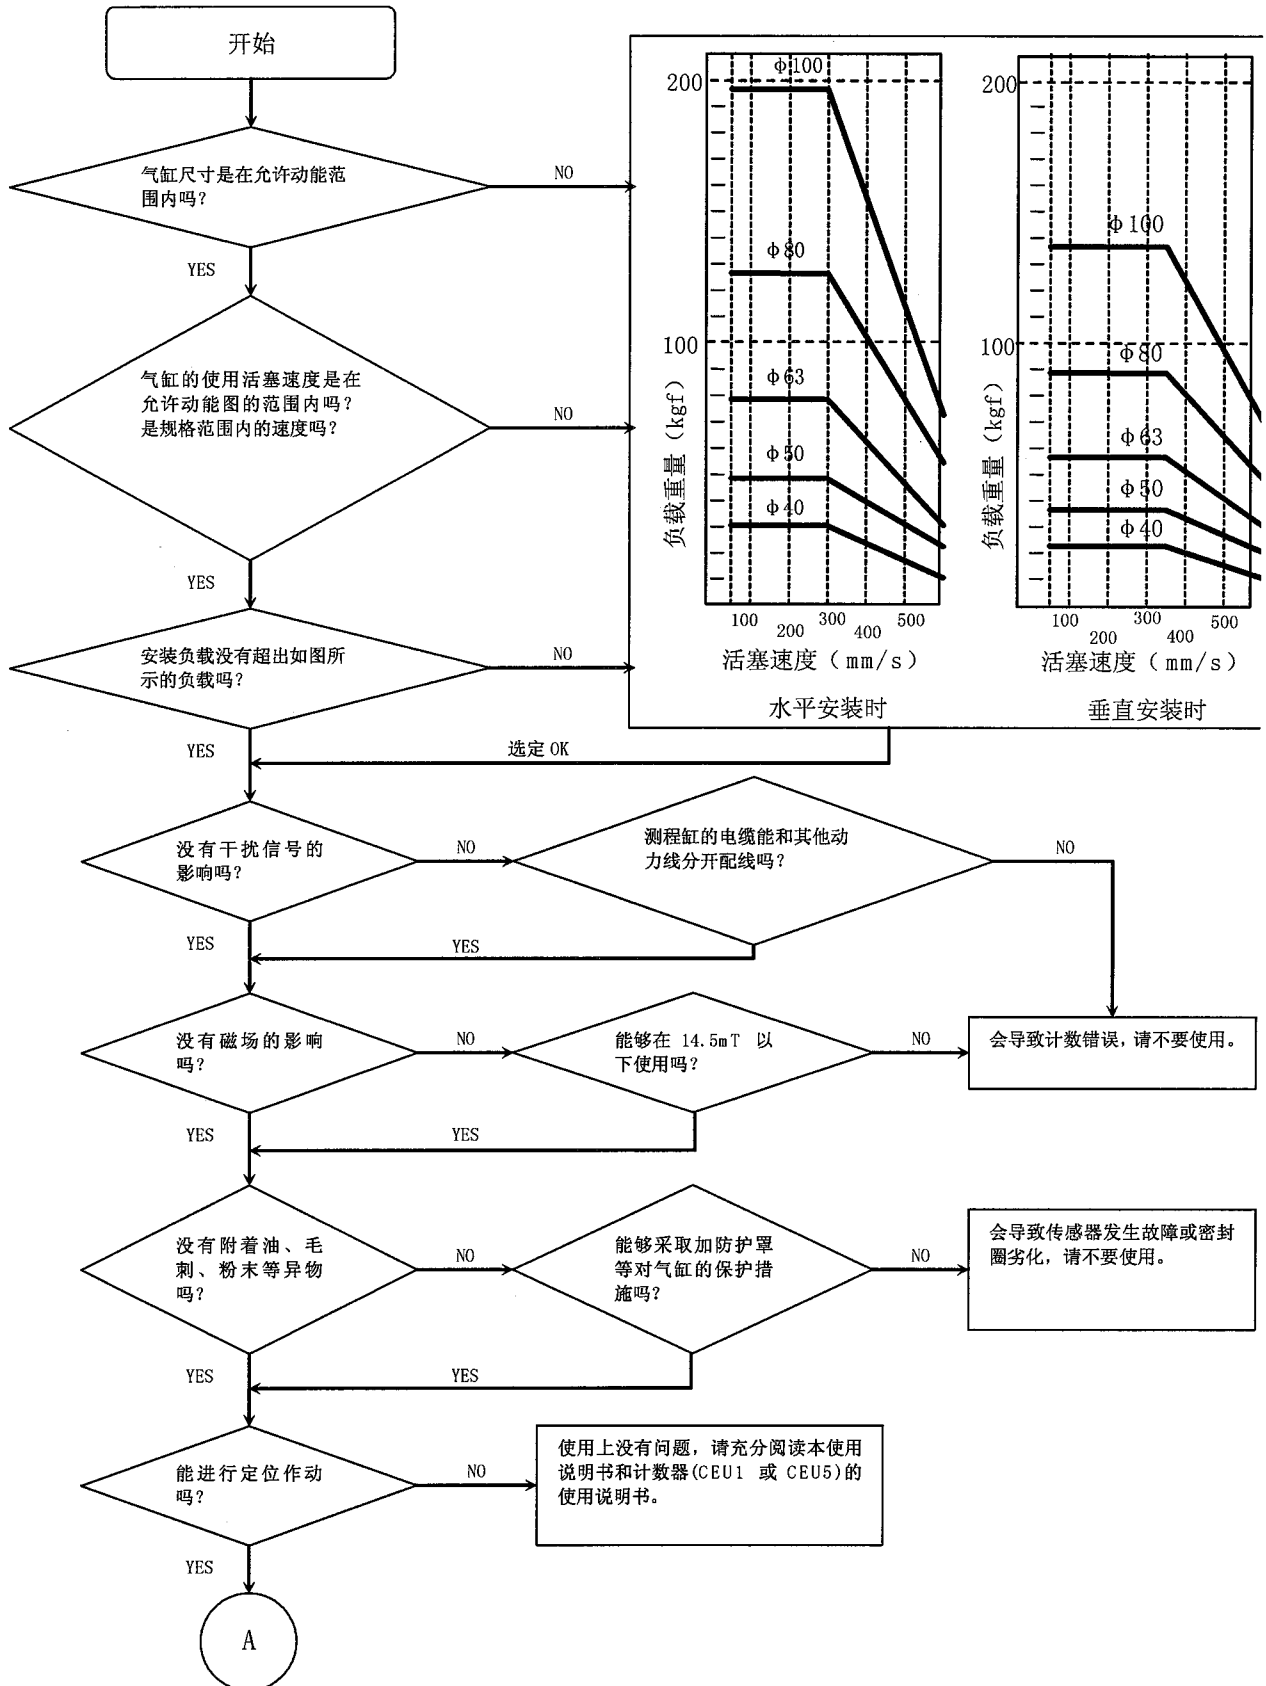 开始
气缸尺寸是在允许动能范
围内吗？
NO
YES
气缸的使用活塞速度是在
允许动能图的范围内吗？
是规格范围内的速度吗？
NO
YES
安装负载没有超出如图所
示的负载吗？
NO
YES
200
100
负载重量（kgf）
φ100
φ80
φ63
φ50
φ40
100
200
300
400
500
活塞速度（mm/s）
水平安装时
200
100
负载重量（kgf）
φ100
φ80
φ63
φ50
φ40
100
200
300
400
500
活塞速度（mm/s）
垂直安装时
选定 OK
没有干扰信号的
影响吗？
NO
测程缸的电缆能和其他动
力线分开配线吗？
NO
YES
YES
没有磁场的影响
吗？
NO
能够在 14.5mT 以
下使用吗？
NO
会导致计数错误，请不要使用。
YES
YES
没有附着油、毛
刺、粉末等异物
吗？
NO
能够采取加防护罩
等对气缸的保护措
施吗？
NO
会导致传感器发生故障或密封
圈劣化，请不要使用。
YES
YES
能进行定位作动
吗？
NO
使用上没有问题，请充分阅读本使用
说明书和计数器(CEU1 或 CEU5)的
使用说明书。
YES
A